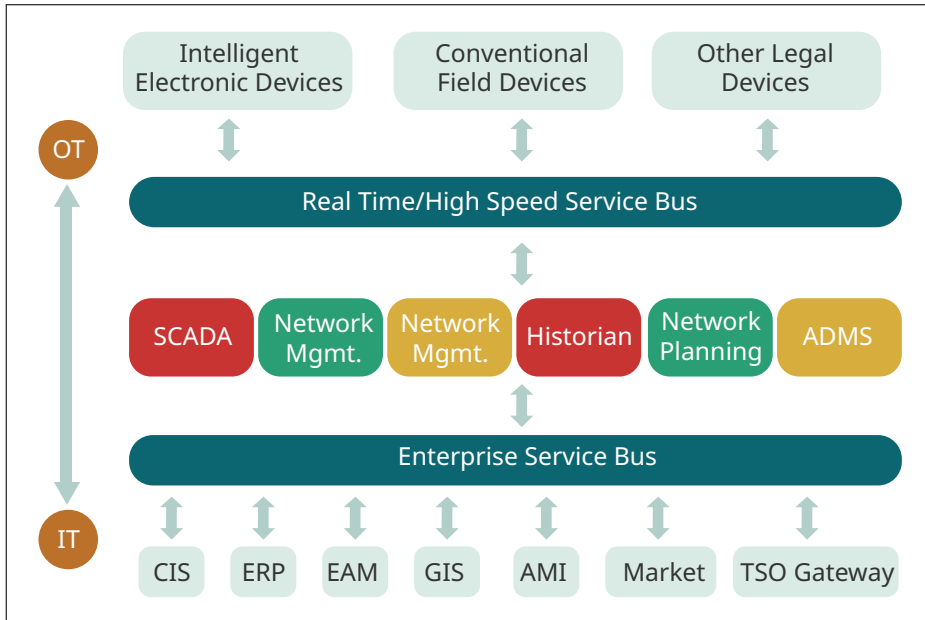 Intelligent
Electronic Devices
Conventional
Field Devices
Other Legal
Devices
OT
Real Time/High Speed Service Bus
SCADA
Network
Mgmt.
Network
Mgmt.
Historian
Network
Planning
ADMS
Enterprise Service Bus
IT
CIS
ERP
EAM
GIS
AMI
Market
TSO Gateway